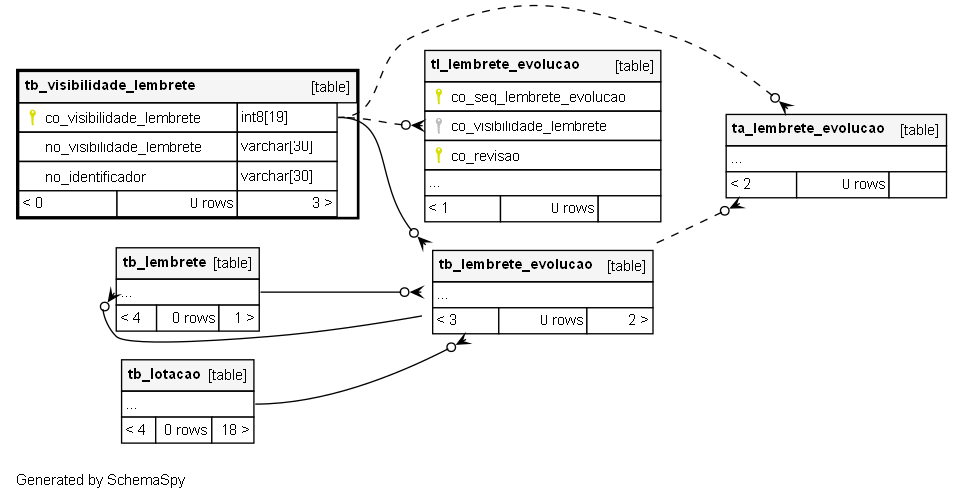 tb_visibilidade_lembrete [table]
co_visibilidade_lembrete int8[19]
no_visibilidade_lembrete varchar[30]
no_identificador varchar[30]
< 0 0 rows 3 >
tl_lembrete_evolucao [table]
co_seq_lembrete_evolucao
co_visibilidade_lembrete
co_revisao
...
< 1 0 rows
ta_lembrete_evolucao [table]
...
< 2 0 rows
tb_lembrete [table]
...
< 4 0 rows 1 >
tb_lembrete_evolucao [table]
...
< 3 0 rows 2 >
tb_lotacao [table]
...
< 4 0 rows 18 >
Generated by SchemaSpy